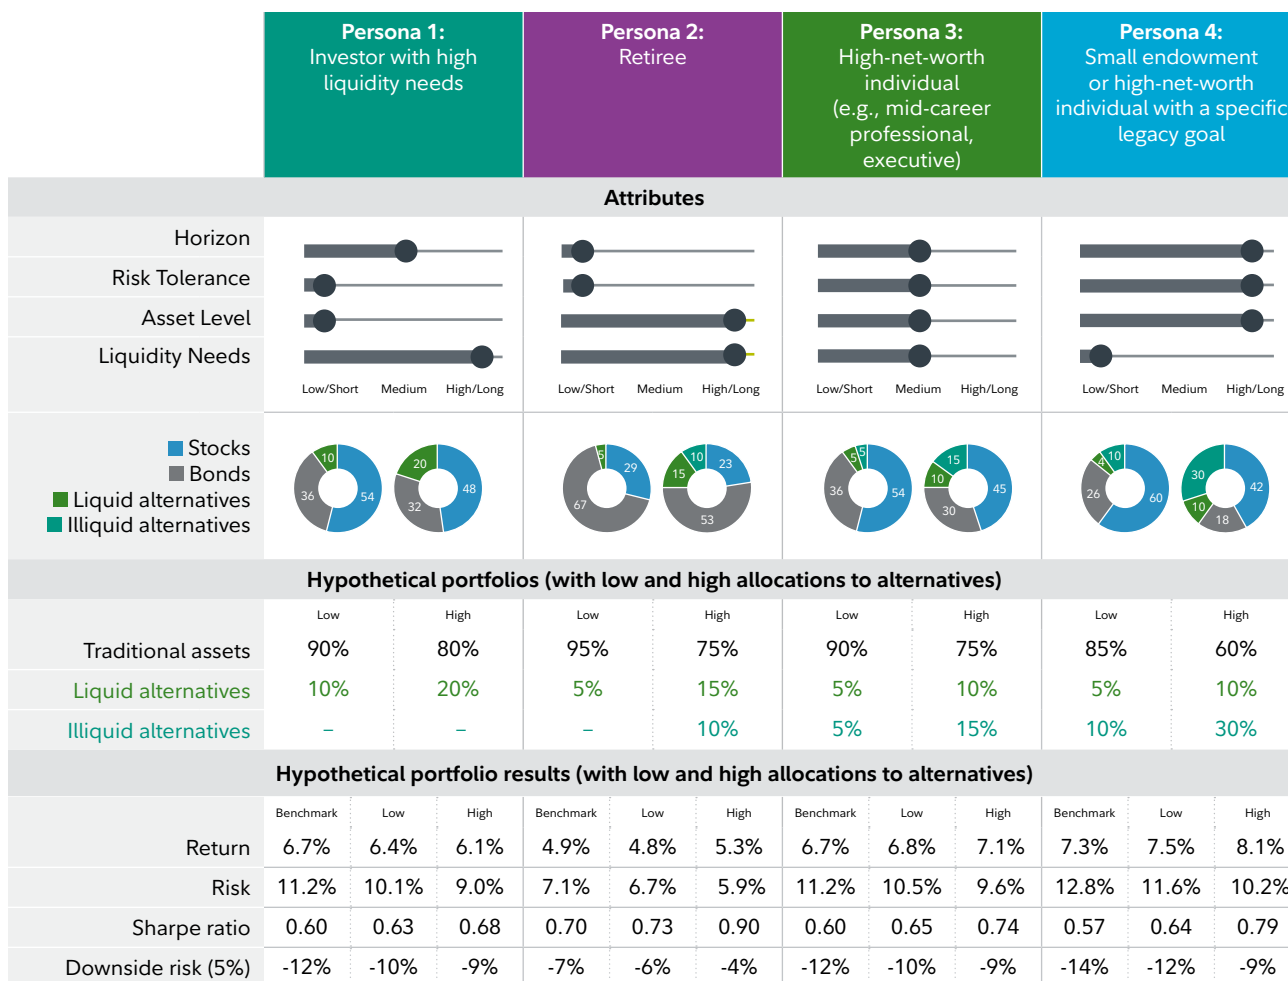 Persona 1:
Investor with high
liquidity needs
Persona 2:
Retiree
Persona 3:
High-net-worth
individual
(e.g., mid-career
professional,
executive)
Persona 4:
Small endowment
or high-net-worth
individual with a specific
legacy goal
Attributes
Horizon
Risk Tolerance
Asset Level
Liquidity Needs
Low/Short Medium High/Long Low/Short Medium High/Long Low/Short Medium High/Long Low/Short Medium High/Long
Stocks
Bonds
Liquid alternatives
Illiquid alternatives
10 36 54
20 32 48
5 29 67
10 15 23 53
5 5 36 54
15 10 45 30
10 4 26 60
30 10 42 18
Hypothetical portfolios (with low and high allocations to alternatives)
Low High Low High Low High Low High
Traditional assets 90% 80% 95% 75% 90% 75% 85% 60%
Liquid alternatives 10% 20% 5% 15% 5% 10% 5% 10%
Illiquid alternatives – – – 10% 5% 15% 10% 30%
Hypothetical portfolio results (with low and high allocations to alternatives)
Benchmark Low High Benchmark Low High Benchmark Low High Benchmark Low High
Return 6.7% 6.4% 6.1% 4.9% 4.8% 5.3% 6.7% 6.8% 7.1% 7.3% 7.5% 8.1%
Risk 11.2% 10.1% 9.0% 7.1% 6.7% 5.9% 11.2% 10.5% 9.6% 12.8% 11.6% 10.2%
Sharpe ratio 0.60 0.63 0.68 0.70 0.73 0.90 0.60 0.65 0.74 0.57 0.64 0.79
Downside risk (5%) -12% -10% -9% -7% -6% -4% -12% -10% -9% -14% -12% -9%